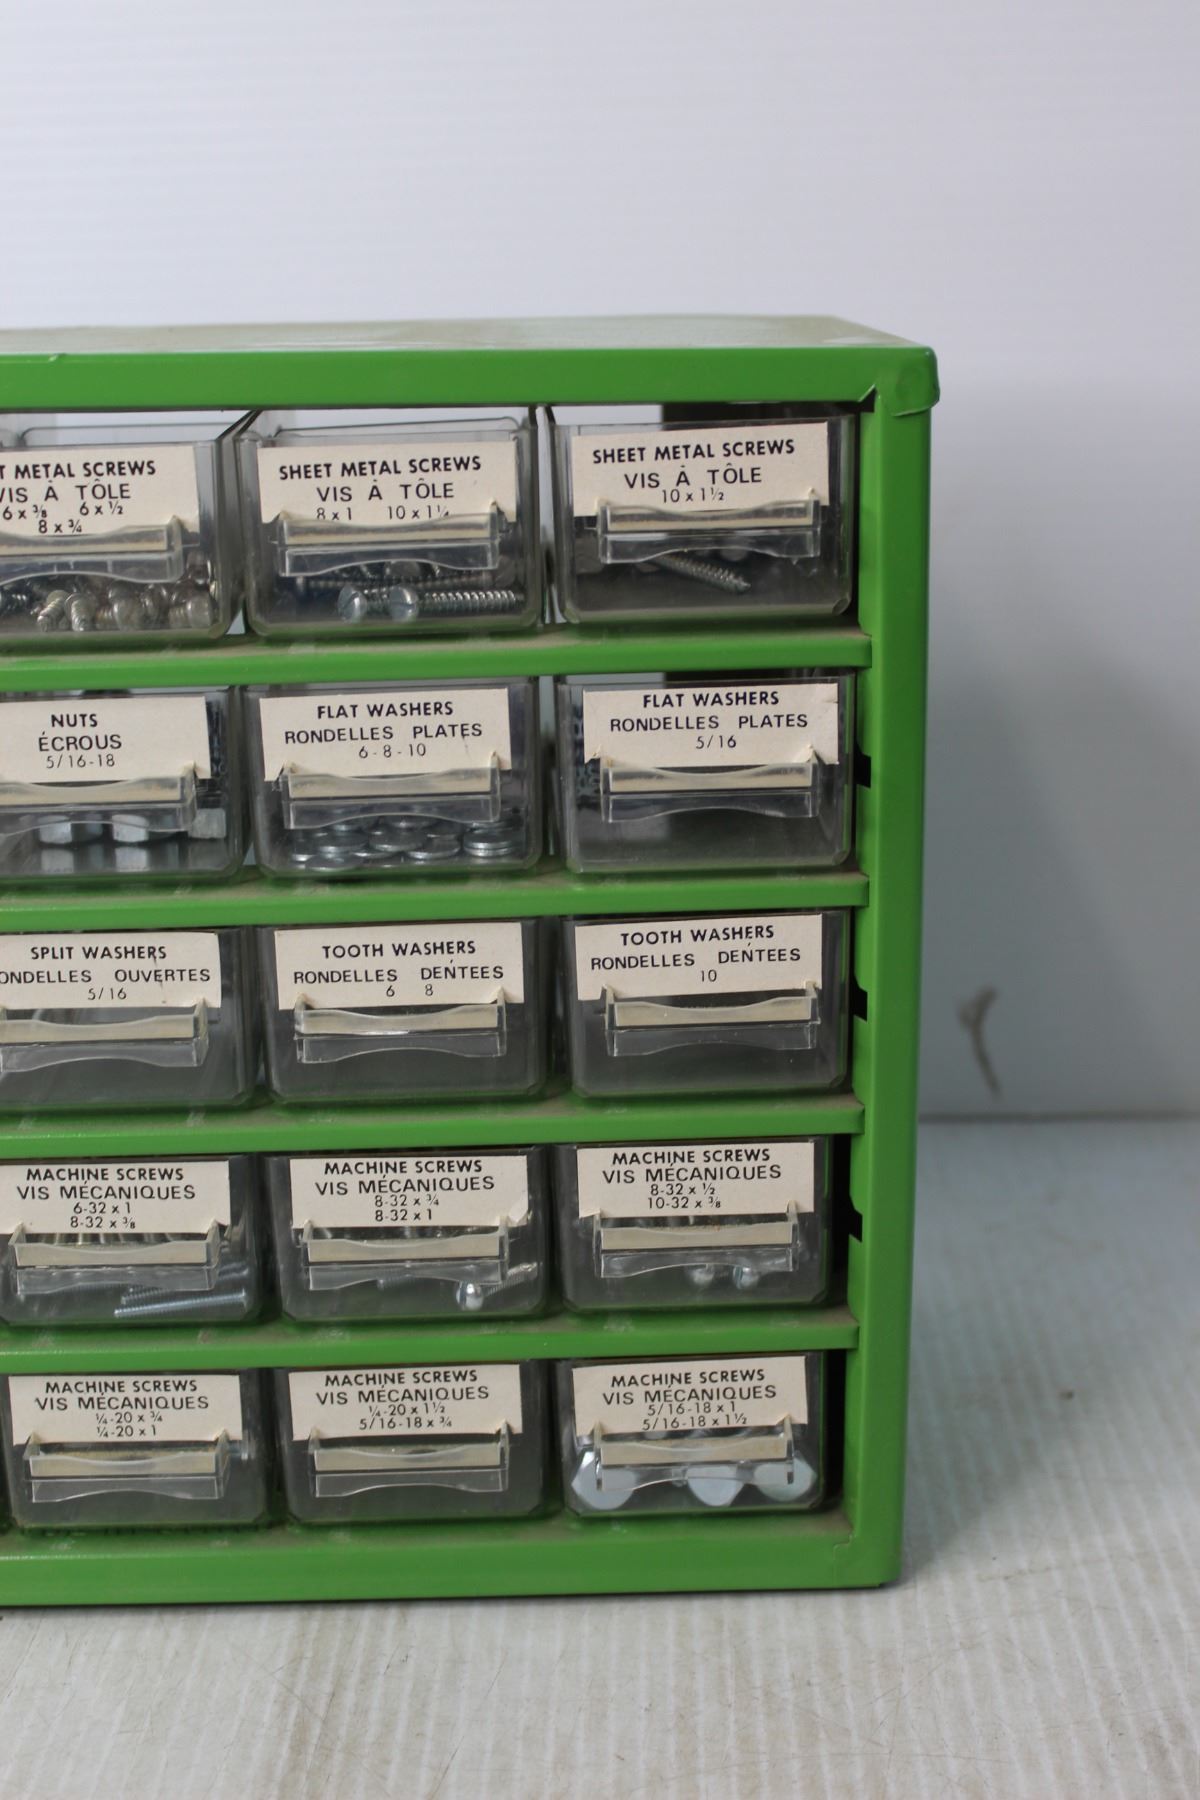 T METAL SCREWS
VIS À TÔLE
6 x ⅜ 6 x ½
8 x ¾
SHEET METAL SCREWS
VIS À TÔLE
8 x 1 10 x 1¼
SHEET METAL SCREWS
VIS À TÔLE
10 x 1½
NUTS
ÉCROUS
5/16-18
FLAT WASHERS
RONDELLES PLATES
6-8-10
FLAT WASHERS
RONDELLES PLATES
5/16
SPLIT WASHERS
ONDELLES OUVERTES
5/16
TOOTH WASHERS
RONDELLES DENTÉES
6 8
TOOTH WASHERS
RONDELLES DENTÉES
10
MACHINE SCREWS
VIS MÉCANIQUES
6-32 x 1
8-32 x ⅜
MACHINE SCREWS
VIS MÉCANIQUES
8-32 x ¾
8-32 x 1
MACHINE SCREWS
VIS MÉCANIQUES
8-32 x ½
10-32 x ⅜
MACHINE SCREWS
VIS MÉCANIQUES
¼-20 x ¾
¼-20 x 1
MACHINE SCREWS
VIS MÉCANIQUES
¼-20 x 1½
5/16-18 x ¾
MACHINE SCREWS
VIS MÉCANIQUES
5/16-18 x 1
5/16-18 x 1½